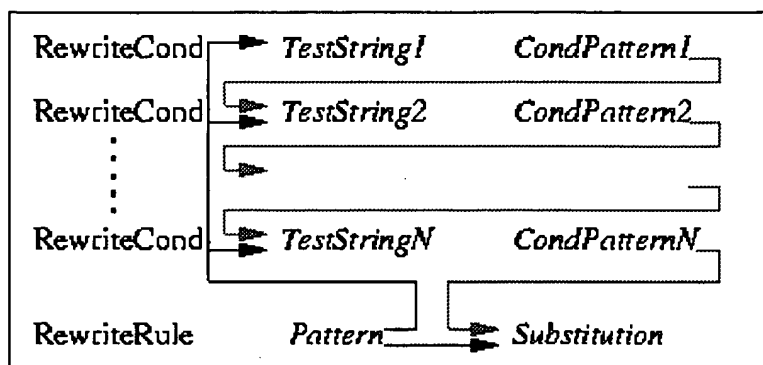 RewriteCond TestString1 CondPattern1
RewriteCond TestString2 CondPattern2
RewriteCond TestStringN CondPatternN
RewriteRule Pattern Substitution